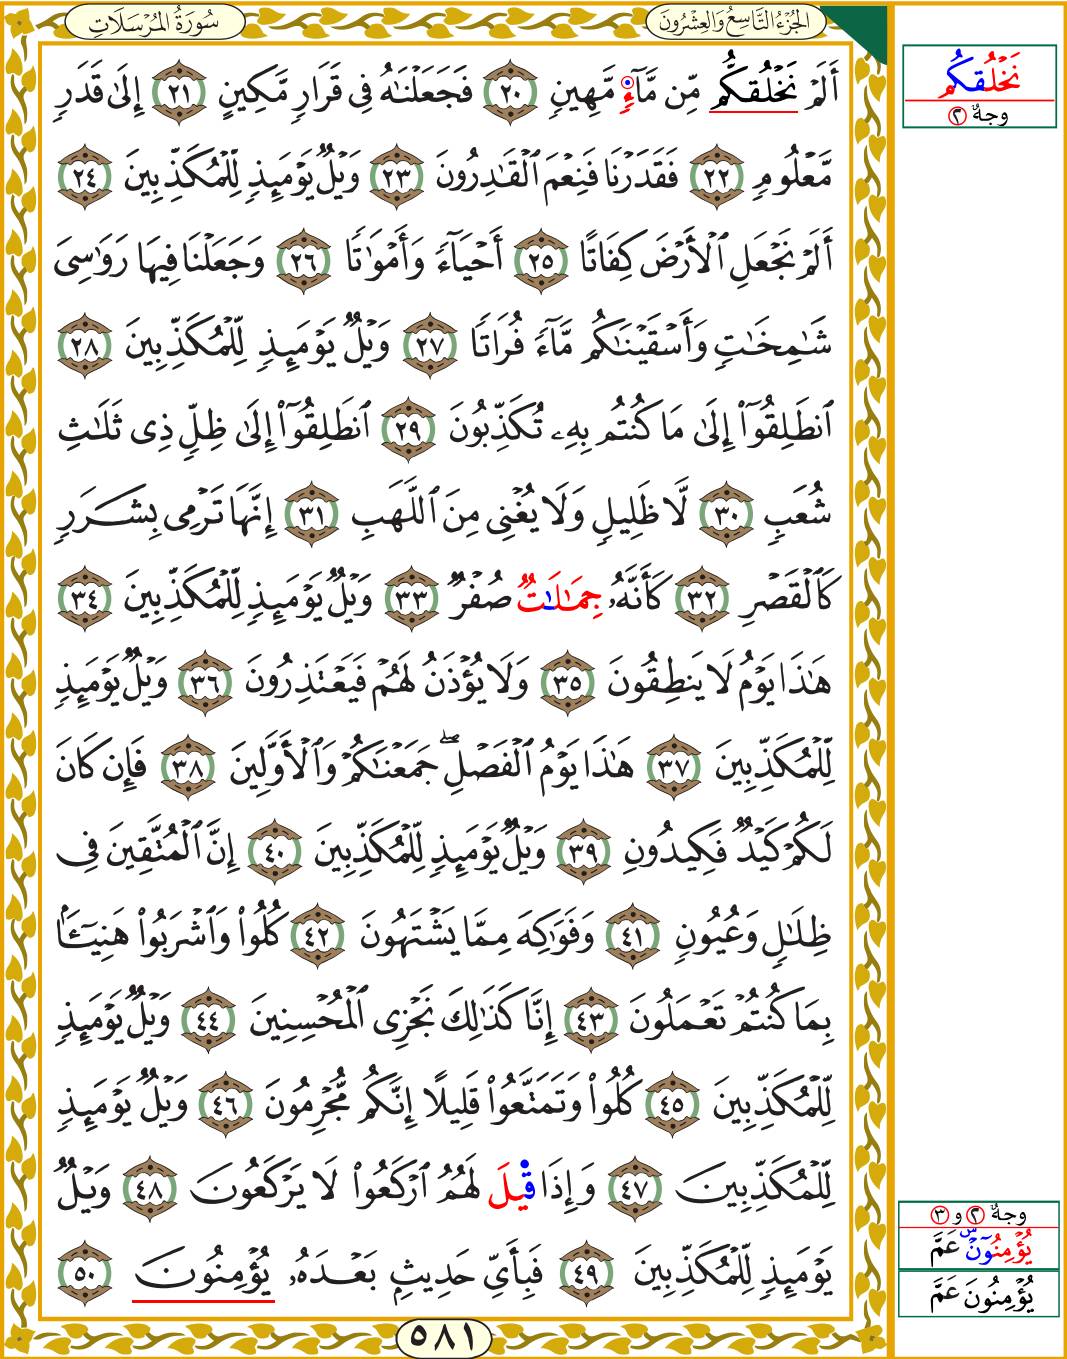 الجُزْءُ التَّاسِعُ وَالعِشْرُونَ
سُورَةُ المُرْسَلَات
أَلَمْ نَخْلُقكُّم مِّن مَّآءٍ مَّهِينٍ ٢٠ فَجَعَلْنَٰهُ فِى قَرَارٍ مَّكِينٍ ٢١ إِلَىٰ قَدَرٍ
مَّعْلُومٍ ٢٢ فَقَدَرْنَا فَنِعْمَ ٱلْقَٰدِرُونَ ٢٣ وَيْلٌ يَوْمَئِذٍ لِّلْمُكَذِّبِينَ ٢٤
أَلَمْ نَجْعَلِ ٱلْأَرْضَ كِفَاتًا ٢٥ أَحْيَآءً وَأَمْوَٰتًا ٢٦ وَجَعَلْنَا فِيهَا رَوَٰسِىَ
شَٰمِخَٰتٍ وَأَسْقَيْنَٰكُم مَّآءً فُرَاتًا ٢٧ وَيْلٌ يَوْمَئِذٍ لِّلْمُكَذِّبِينَ ٢٨
ٱنطَلِقُوٓا۟ إِلَىٰ مَا كُنتُم بِهِۦ تُكَذِّبُونَ ٢٩ ٱنطَلِقُوٓا۟ إِلَىٰ ظِلٍّ ذِى ثَلَٰثِ
شُعَبٍ ٣٠ لَّا ظَلِيلٍ وَلَا يُغْنِى مِنَ ٱللَّهَبِ ٣١ إِنَّهَا تَرْمِى بِشَرَرٍ
كَٱلْقَصْرِ ٣٢ كَأَنَّهُۥ جِمَٰلَٰتٌ صُفْرٌ ٣٣ وَيْلٌ يَوْمَئِذٍ لِّلْمُكَذِّبِينَ ٣٤
هَٰذَا يَوْمُ لَا يَنطِقُونَ ٣٥ وَلَا يُؤْذَنُ لَهُمْ فَيَعْتَذِرُونَ ٣٦ وَيْلٌ يَوْمَئِذٍ
لِّلْمُكَذِّبِينَ ٣٧ هَٰذَا يَوْمُ ٱلْفَصْلِ ۖ جَمَعْنَٰكُمْ وَٱلْأَوَّلِينَ ٣٨ فَإِن كَانَ
لَكُمْ كَيْدٌ فَكِيدُونِ ٣٩ وَيْلٌ يَوْمَئِذٍ لِّلْمُكَذِّبِينَ ٤٠ إِنَّ ٱلْمُتَّقِينَ فِى
ظِلَٰلٍ وَعُيُونٍ ٤١ وَفَوَٰكِهَ مِمَّا يَشْتَهُونَ ٤٢ كُلُوا۟ وَٱشْرَبُوا۟ هَنِيٓـًٔۢا
بِمَا كُنتُمْ تَعْمَلُونَ ٤٣ إِنَّا كَذَٰلِكَ نَجْزِى ٱلْمُحْسِنِينَ ٤٤ وَيْلٌ يَوْمَئِذٍ
لِّلْمُكَذِّبِينَ ٤٥ كُلُوا۟ وَتَمَتَّعُوا۟ قَلِيلًا إِنَّكُم مُّجْرِمُونَ ٤٦ وَيْلٌ يَوْمَئِذٍ
لِّلْمُكَذِّبِينَ ٤٧ وَإِذَا قِيلَ لَهُمُ ٱرْكَعُوا۟ لَا يَرْكَعُونَ ٤٨ وَيْلٌ
يَوْمَئِذٍ لِّلْمُكَذِّبِينَ ٤٩ فَبِأَىِّ حَدِيثٍۭ بَعْدَهُۥ يُؤْمِنُونَ ٥٠
٥٨١
نَخْلُقكُم
وجهٌ ٢
وجهٌ ٢ و ٣
يُؤْمِنُونَ ۜ عَمَّ
يُؤْمِنُونَ عَمَّ